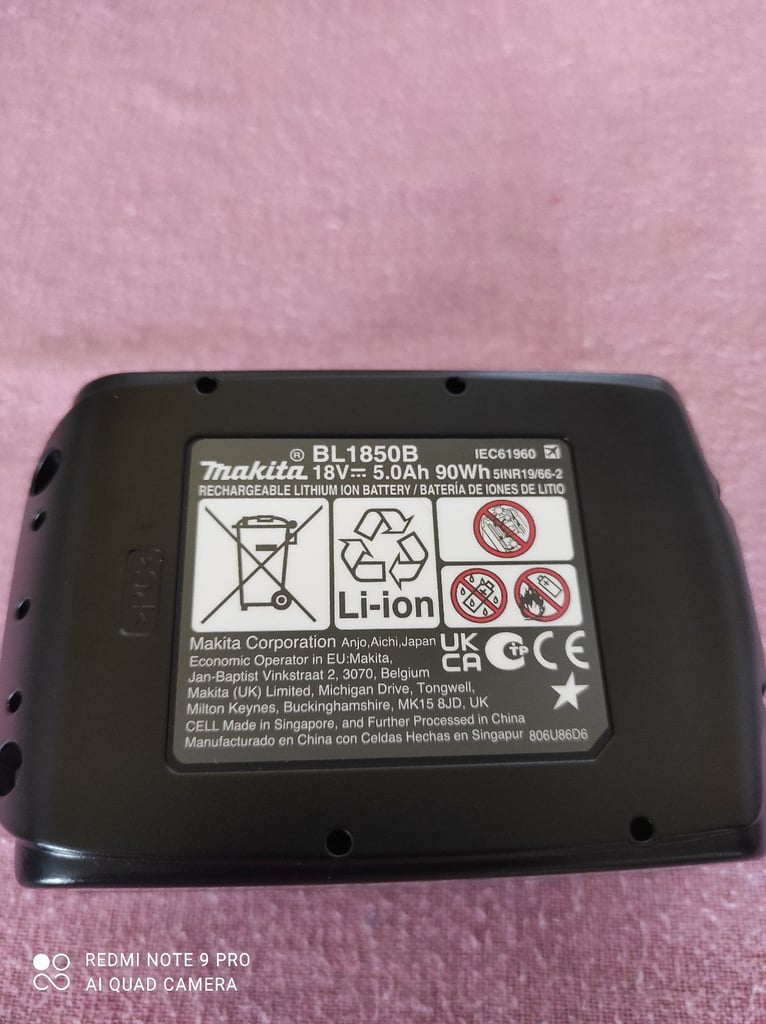 ® BL1850B IEC61960
makita 18V 5.0Ah 90Wh 5INR19/66-2
RECHARGEABLE LITHIUM ION BATTERY / BATERÍA DE IONES DE LITIO
Li-ion
Makita Corporation Anjo,Aichi,Japan
Economic Operator in EU:Makita,
Jan-Baptist Vinkstraat 2, 3070, Belgium
Makita (UK) Limited, Michigan Drive, Tongwell,
Milton Keynes, Buckinghamshire, MK15 8JD, UK
CELL Made in Singapore, and Further Processed in China
Manufacturado en China con Celdas Hechas en Singapur 806U86D6
UK
CA
TP
CE
REDMI NOTE 9 PRO
AI QUAD CAMERA